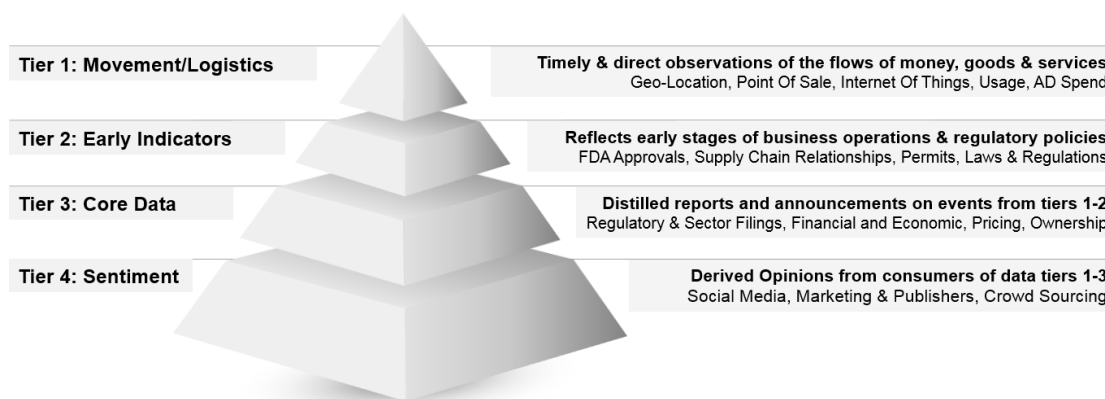 Tier 1: Movement/Logistics
Timely & direct observations of the flows of money, goods & services
Geo-Location, Point Of Sale, Internet Of Things, Usage, AD Spend
Tier 2: Early Indicators
Reflects early stages of business operations & regulatory policies
FDA Approvals, Supply Chain Relationships, Permits, Laws & Regulations
Tier 3: Core Data
Distilled reports and announcements on events from tiers 1-2
Regulatory & Sector Filings, Financial and Economic, Pricing, Ownership
Tier 4: Sentiment
Derived Opinions from consumers of data tiers 1-3
Social Media, Marketing & Publishers, Crowd Sourcing